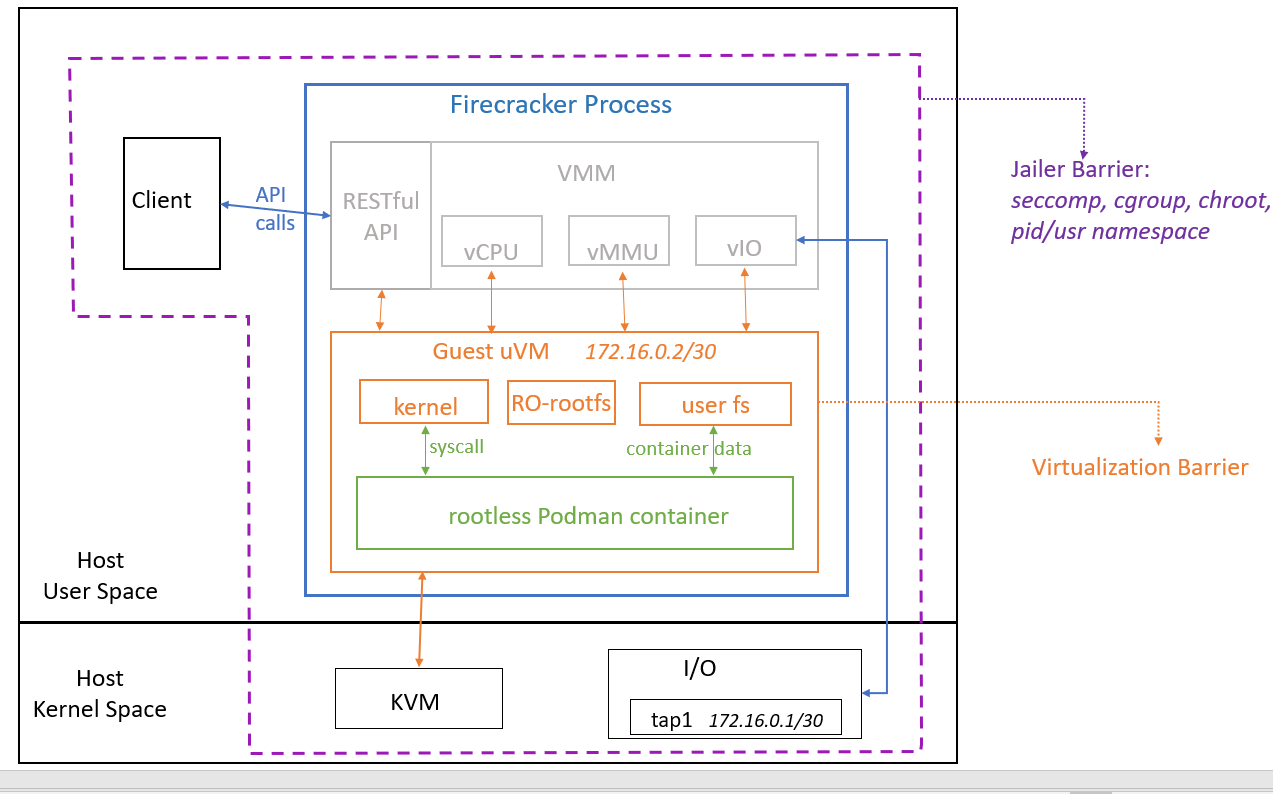 Firecracker Process
Client
API
calls
RESTful
API
VMM
vCPU
vMMU
vIO
Jailer Barrier:
seccomp, cgroup, chroot,
pid/usr namespace
Guest uVM 172.16.0.2/30
kernel
RO-rootfs
user fs
syscall
container data
rootless Podman container
Virtualization Barrier
Host
User Space
Host
Kernel Space
KVM
I/O
tap1 172.16.0.1/30